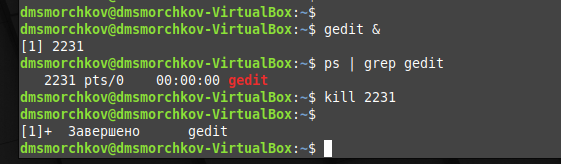 dmsmorchkov@dmsmorchkov-VirtualBox:~$
dmsmorchkov@dmsmorchkov-VirtualBox:~$ gedit &
[1] 2231
dmsmorchkov@dmsmorchkov-VirtualBox:~$ ps | grep gedit
   2231 pts/0    00:00:00 gedit
dmsmorchkov@dmsmorchkov-VirtualBox:~$ kill 2231
dmsmorchkov@dmsmorchkov-VirtualBox:~$
[1]+  Завершено      gedit
dmsmorchkov@dmsmorchkov-VirtualBox:~$